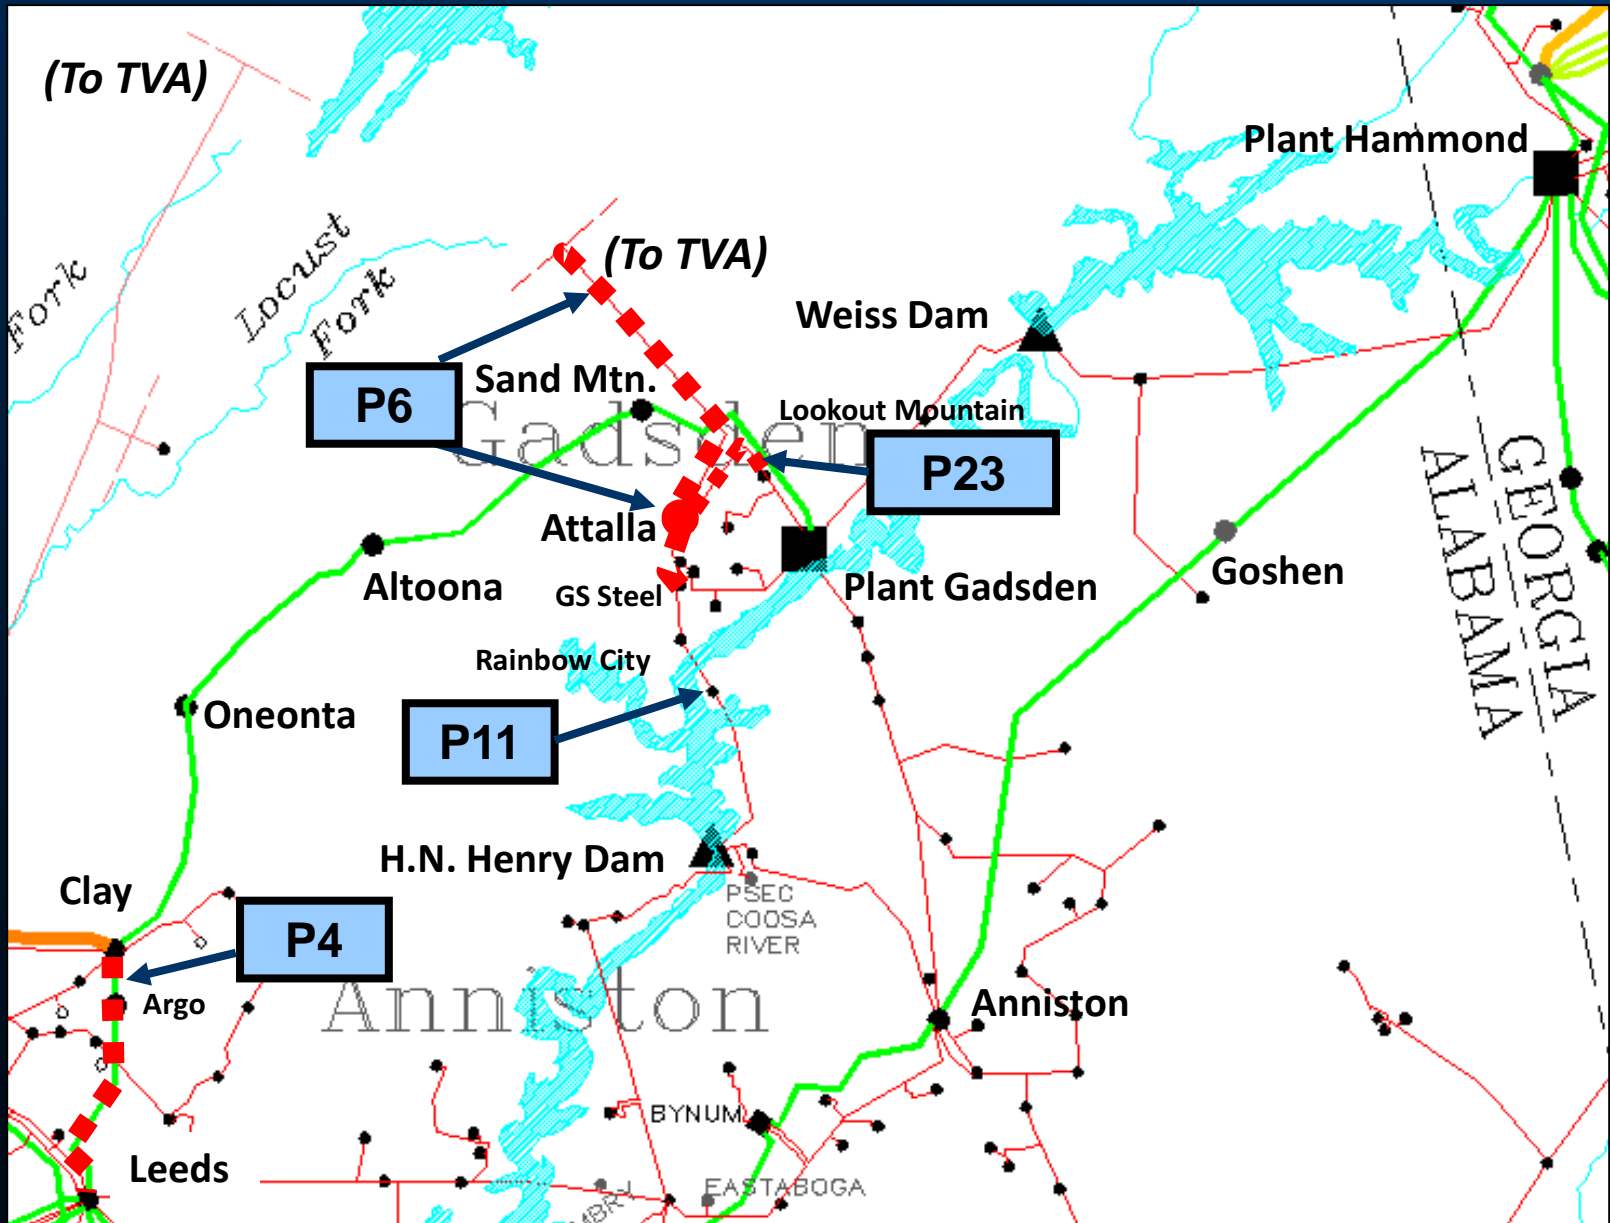 (To TVA)
Plant Hammond
Locust
Fork
Fork
(To TVA)
Weiss Dam
P6
Sand Mtn.
Gadsden
Lookout Mountain
P23
GEORGIA
ALABAMA
Attalla
Altoona
GS Steel
Plant Gadsden
Goshen
Rainbow City
Oneonta
P11
H.N. Henry Dam
Clay
PSEC
COOSA
RIVER
P4
Argo
Anniston
Anniston
BYNUM
Leeds
EASTABOGA